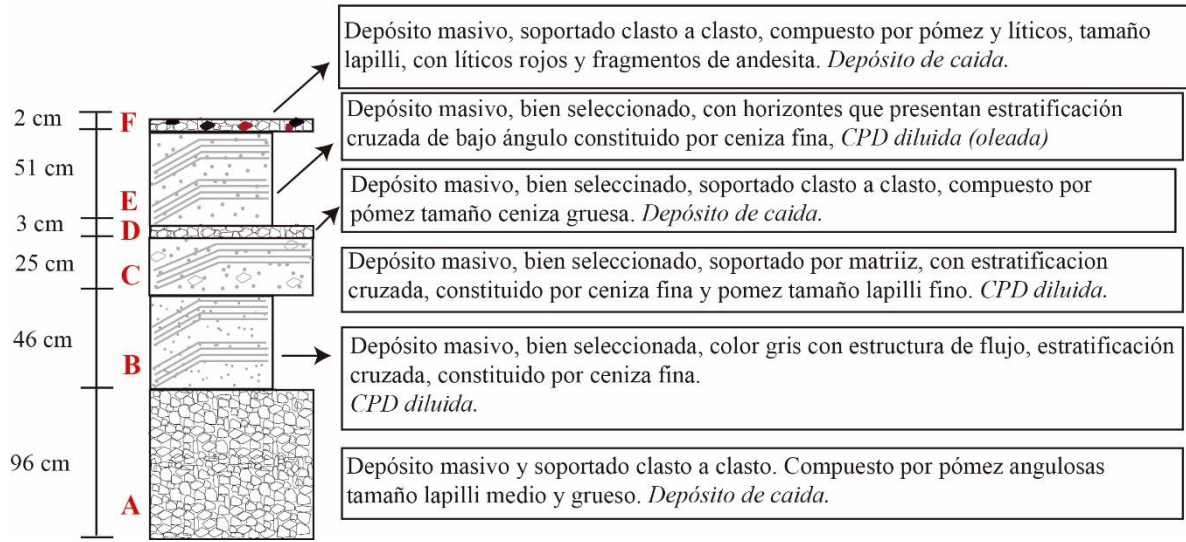 Depósito masivo, soportado clasto a clasto, compuesto por pómez y líticos, tamaño
lapilli, con líticos rojos y fragmentos de andesita. Depósito de caida.
2 cm
F
Depósito masivo, bien seleccionado, con horizontes que presentan estratificación
cruzada de bajo ángulo constituido por ceniza fina, CPD diluida (oleada)
51 cm
E
Depósito masivo, bien seleccinado, soportado clasto a clasto, compuesto por
pómez tamaño ceniza gruesa. Depósito de caida.
3 cm
D
25 cm
C
Depósito masivo, bien seleccionado, soportado por matriiz, con estratificacion
cruzada, constituido por ceniza fina y pomez tamaño lapilli fino. CPD diluida.
46 cm
B
Depósito masivo, bien seleccionada, color gris con estructura de flujo, estratificación
cruzada, constituido por ceniza fina.
CPD diluida.
96 cm
A
Depósito masivo y soportado clasto a clasto. Compuesto por pómez angulosas
tamaño lapilli medio y grueso. Depósito de caida.